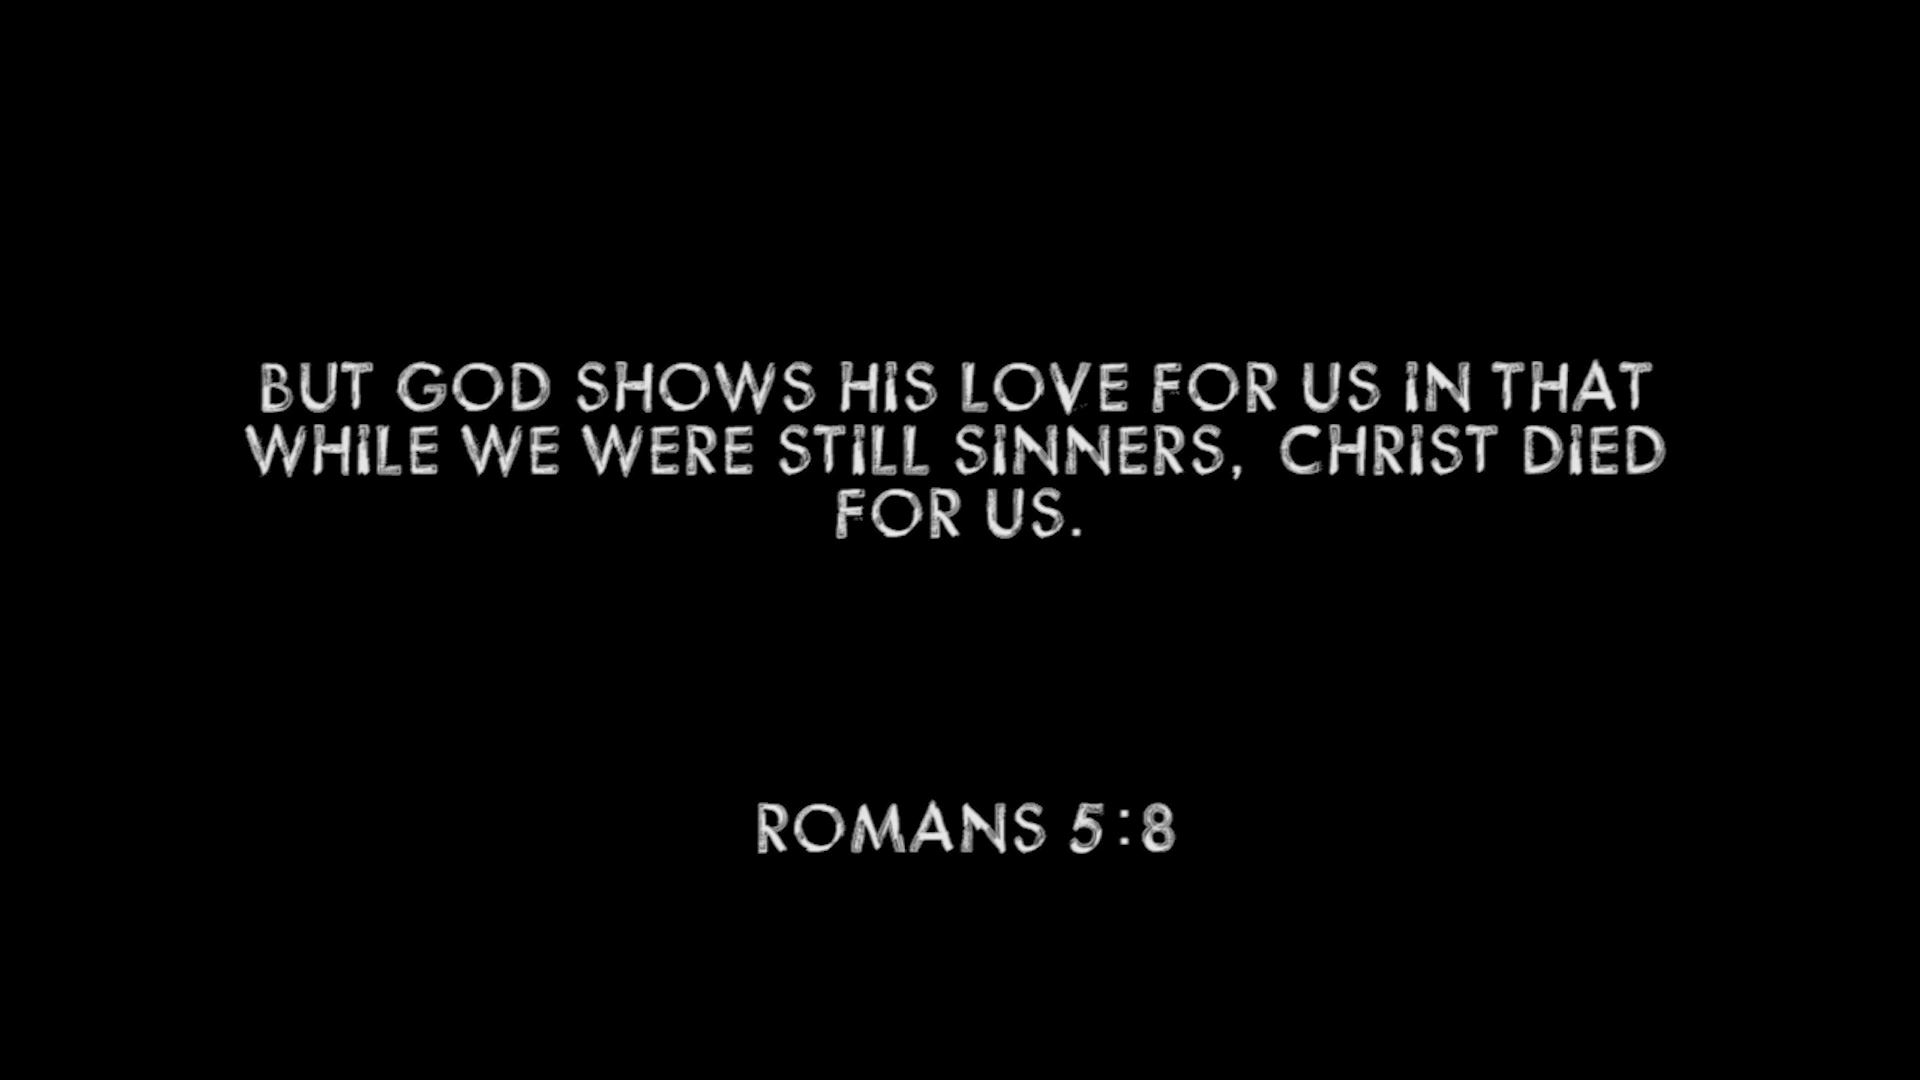 BUT GOD SHOWS HIS LOVE FOR US IN THAT
WHILE WE WERE STILL SINNERS, CHRIST DIED
FOR US.
ROMANS 5:8